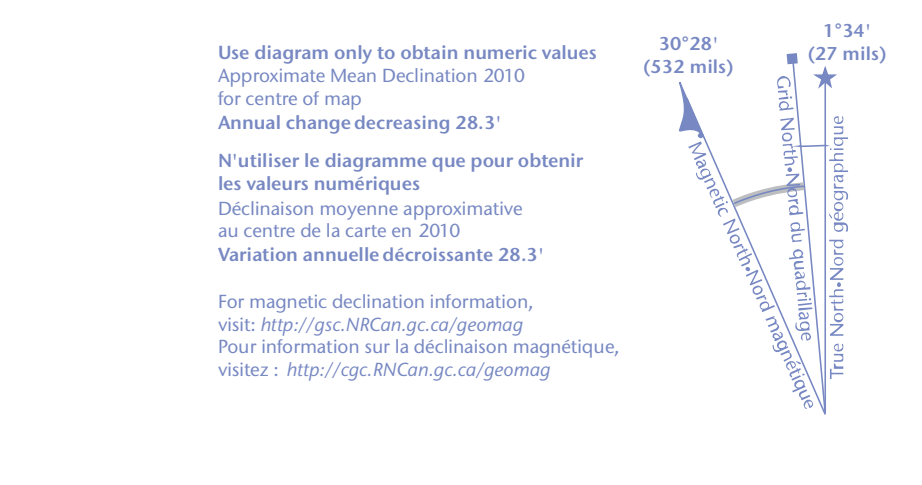 Use diagram only to obtain numeric values
Approximate Mean Declination 2010
for centre of map
Annual change decreasing 28.3'
N'utiliser le diagramme que pour obtenir
les valeurs numériques
Déclinaison moyenne approximative
au centre de la carte en 2010
Variation annuelle décroissante 28.3'
For magnetic declination information,
visit: http://gsc.NRCan.gc.ca/geomag
Pour information sur la déclinaison magnétique,
visitez : http://cgc.RNCan.gc.ca/geomag
30°28'
(532 mils)
1°34'
(27 mils)
Magnetic North•Nord magnétique
Grid North•Nord du quadrillage
True North•Nord géographique